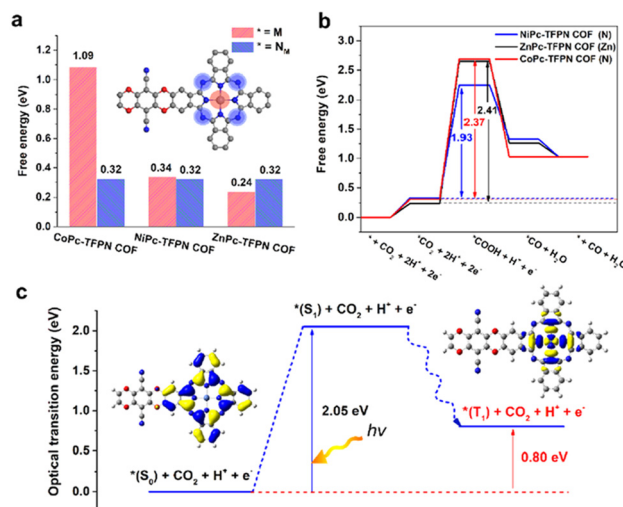 a
* = M
* = N_M
Free energy (eV)
1.2
1.0
0.8
0.6
0.4
0.2
0.0
1.09
0.32
0.34
0.32
0.24
0.32
CoPc-TFPN COF
NiPc-TFPN COF
ZnPc-TFPN COF
b
NiPc-TFPN COF (N)
ZnPc-TFPN COF (Zn)
CoPc-TFPN COF (N)
Free energy (eV)
3.0
2.5
2.0
1.5
1.0
0.5
0.0
2.41
2.37
1.93
* + CO₂ + 2H⁺ + 2e⁻
*CO₂ + 2H⁺ + 2e⁻
*COOH + H⁺ + e⁻
*CO + H₂O
* + CO + H₂O
c
Optical transition energy (eV)
2.0
1.5
1.0
0.5
0.0
*(S₁) + CO₂ + H⁺ + e⁻
2.05 eV
hv
*(T₁) + CO₂ + H⁺ + e⁻
0.80 eV
*(S₀) + CO₂ + H⁺ + e⁻